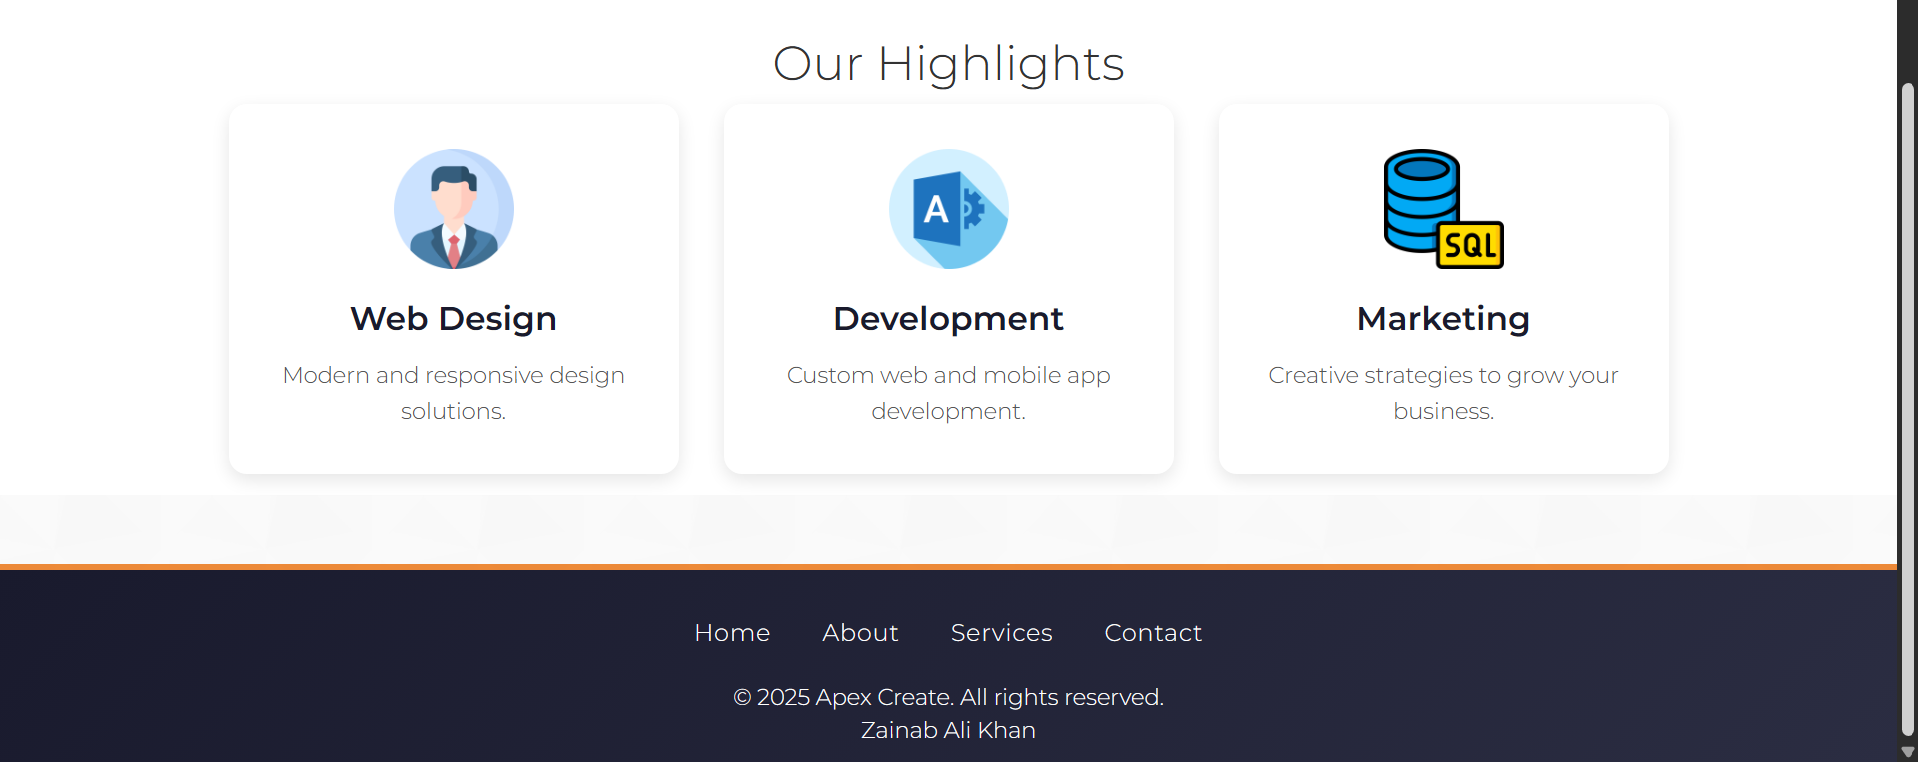 Our Highlights
A
SQL
Web Design
Development
Marketing
Modern and responsive design
solutions.
Custom web and mobile app
development.
Creative strategies to grow your
business.
Home About Services Contact
© 2025 Apex Create. All rights reserved.
Zainab Ali Khan